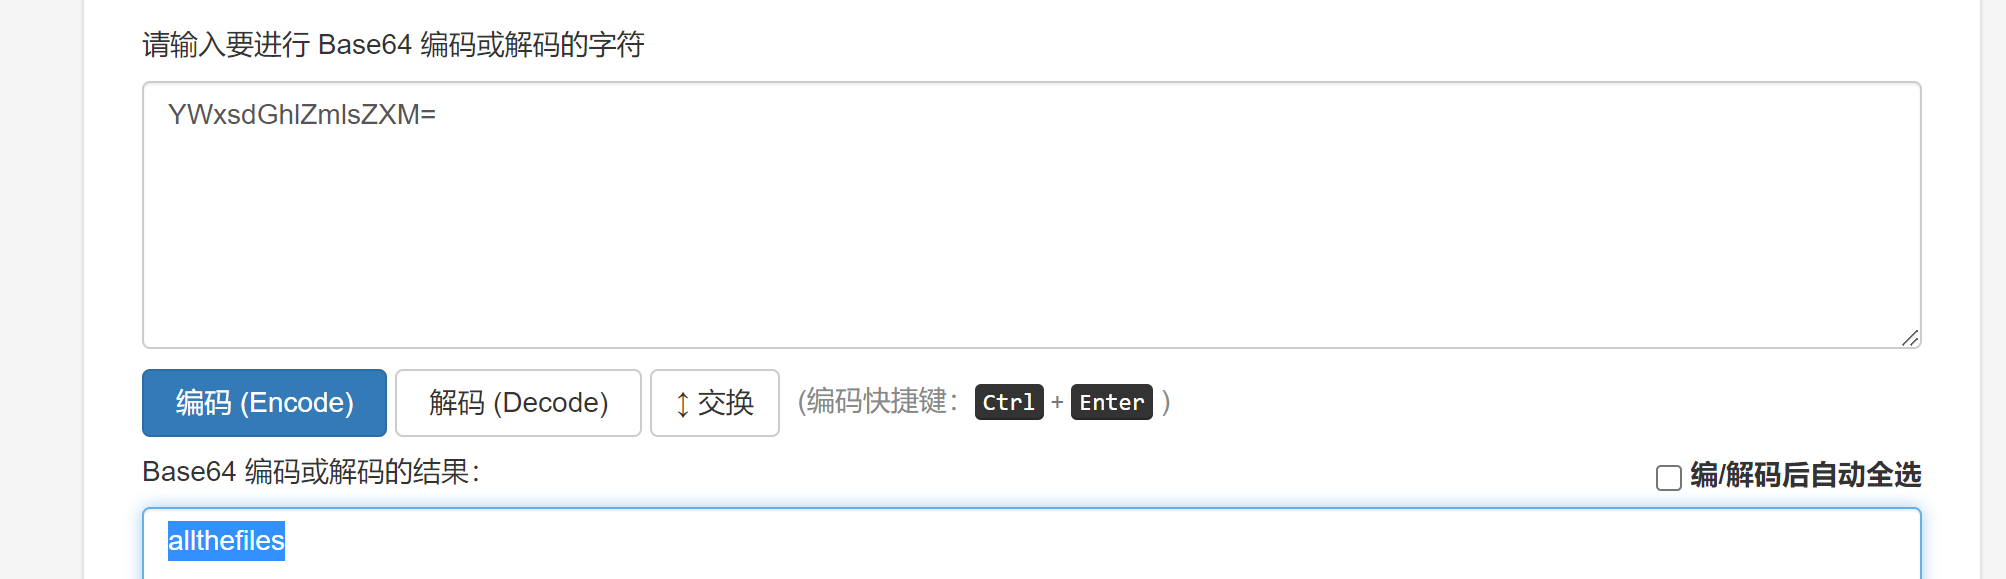 请输入要进行 Base64 编码或解码的字符
YWxsdGhlZmlsZXM=
编码 (Encode) 解码 (Decode) ↕ 交换 (编码快捷键： Ctrl + Enter )
Base64 编码或解码的结果： 编/解码后自动全选
allthefiles